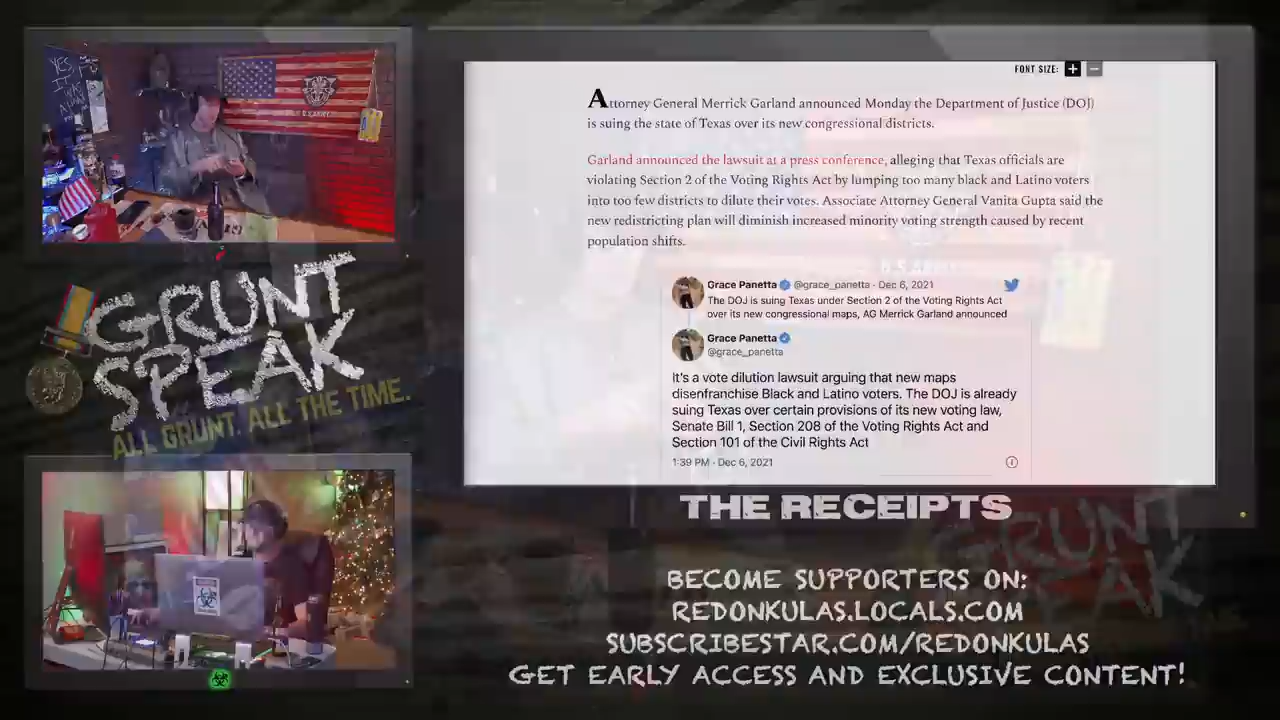 YES,
IT
WAS
FONT SIZE: + −
Attorney General Merrick Garland announced Monday the Department of Justice (DOJ)
is suing the state of Texas over its new congressional districts.
Garland announced the lawsuit at a press conference, alleging that Texas officials are
violating Section 2 of the Voting Rights Act by lumping too many black and Latino voters
into too few districts to dilute their votes. Associate Attorney General Vanita Gupta said the
new redistricting plan will diminish increased minority voting strength caused by recent
population shifts.
Grace Panetta @grace_panetta · Dec 6, 2021
The DOJ is suing Texas under Section 2 of the Voting Rights Act
over its new congressional maps, AG Merrick Garland announced
Grace Panetta
@grace_panetta
It's a vote dilution lawsuit arguing that new maps
disenfranchise Black and Latino voters. The DOJ is already
suing Texas over certain provisions of its new voting law,
Senate Bill 1, Section 208 of the Voting Rights Act and
Section 101 of the Civil Rights Act
1:39 PM · Dec 6, 2021
U.S. ARMY
GRUNT
SPEAK
ALL GRUNT. ALL THE TIME.
THE RECEIPTS
GRUNT
SPEAK
BECOME SUPPORTERS ON:
REDONKULAS.LOCALS.COM
SUBSCRIBESTAR.COM/REDONKULAS
GET EARLY ACCESS AND EXCLUSIVE CONTENT!